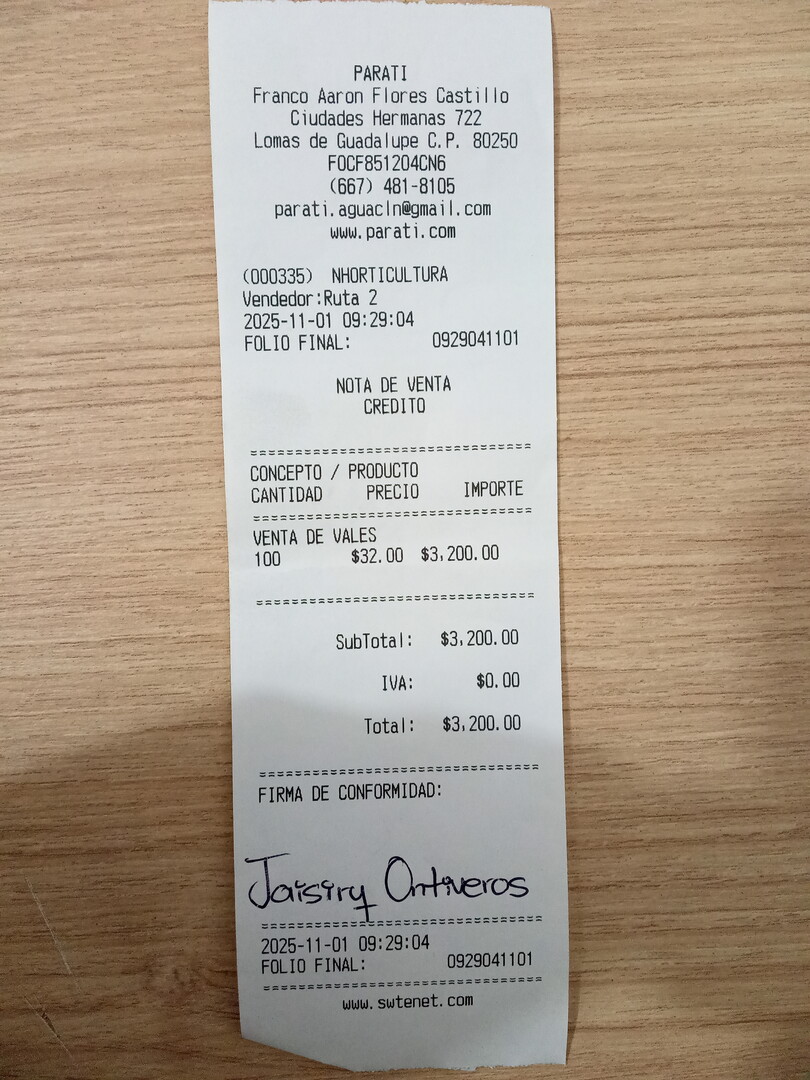 PARATI
Franco Aaron Flores Castillo
Ciudades Hermanas 722
Lomas de Guadalupe C.P. 80250
FOCF851204CN6
(667) 481-8105
parati.aguacln@gmail.com
www.parati.com
(000335) NHORTICULTURA
Vendedor:Ruta 2
2025-11-01 09:29:04
FOLIO FINAL: 0929041101
NOTA DE VENTA
CREDITO
================================
CONCEPTO / PRODUCTO
CANTIDAD PRECIO IMPORTE
================================
VENTA DE VALES
100 $32.00 $3,200.00
================================
SubTotal: $3,200.00
IVA: $0.00
Total: $3,200.00
================================
FIRMA DE CONFORMIDAD:
Jaisiry Ontiveros
================================
2025-11-01 09:29:04
FOLIO FINAL: 0929041101
================================
www.swtenet.com